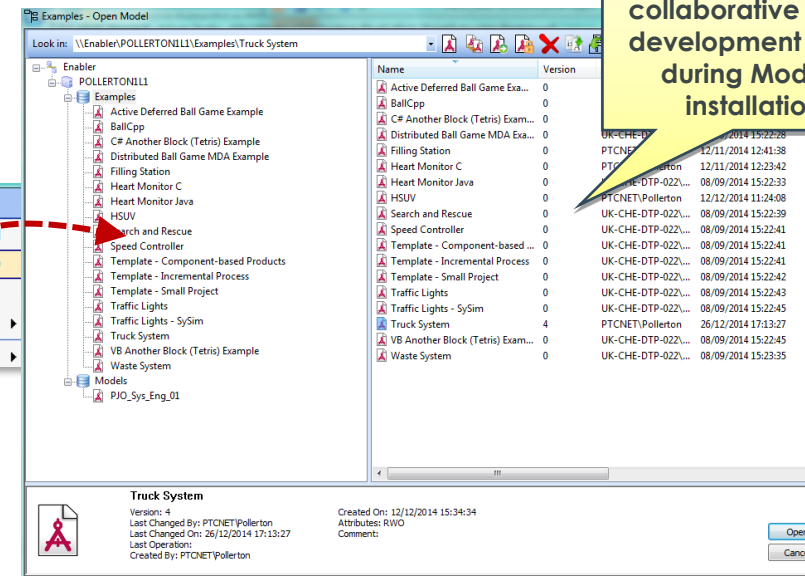 collaborative
development
during Mod
installatio
Examples - Open Model
Look in: \\Enabler\POLLERTON1L1\Examples\Truck System
Enabler
POLLERTON1L1
Examples
Active Deferred Ball Game Example
BallCpp
C# Another Block (Tetris) Example
Distributed Ball Game MDA Example
Filling Station
Heart Monitor C
Heart Monitor Java
HSUV
Search and Rescue
Speed Controller
Template - Component-based Products
Template - Incremental Process
Template - Small Project
Traffic Lights
Traffic Lights - SySim
Truck System
VB Another Block (Tetris) Example
Waste System
Models
PJO_Sys_Eng_01
Name Version
Active Deferred Ball Game Exa... 0
BallCpp 0
C# Another Block (Tetris) Exam... 0
Distributed Ball Game MDA Exa... 0 UK-CHE-D 2014 15:22:28
Filling Station 0 PTCNET 12/11/2014 12:41:38
Heart Monitor C 0 PTC erton 12/11/2014 12:23:42
Heart Monitor Java 0 HE-DTP-022\... 08/09/2014 15:22:33
HSUV 0 PTCNET\Pollerton 12/12/2014 11:24:08
Search and Rescue 0 UK-CHE-DTP-022\... 08/09/2014 15:22:39
Speed Controller 0 UK-CHE-DTP-022\... 08/09/2014 15:22:41
Template - Component-based ... 0 UK-CHE-DTP-022\... 08/09/2014 15:22:41
Template - Incremental Process 0 UK-CHE-DTP-022\... 08/09/2014 15:22:41
Template - Small Project 0 UK-CHE-DTP-022\... 08/09/2014 15:22:42
Traffic Lights 0 UK-CHE-DTP-022\... 08/09/2014 15:22:43
Traffic Lights - SySim 0 UK-CHE-DTP-022\... 08/09/2014 15:22:45
Truck System 4 PTCNET\Pollerton 26/12/2014 17:13:27
VB Another Block (Tetris) Exam... 0 UK-CHE-DTP-022\... 08/09/2014 15:22:45
Waste System 0 UK-CHE-DTP-022\... 08/09/2014 15:23:35
Truck System
Version: 4 Created On: 12/12/2014 15:34:34
Last Changed By: PTCNET\Pollerton Attributes: RWO
Last Changed On: 26/12/2014 17:13:27 Comment:
Last Operation:
Created By: PTCNET\Pollerton
Open
Cance